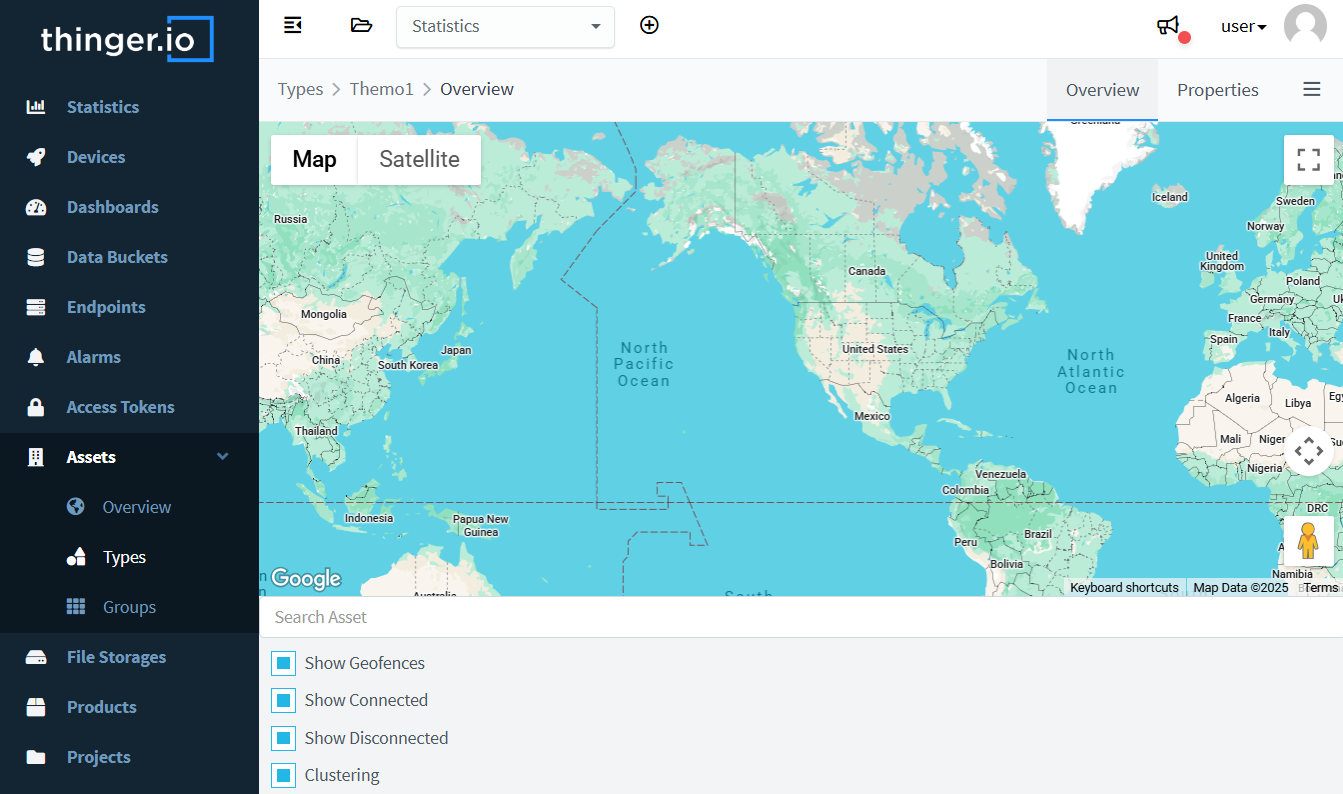 thinger.io
Statistics
Devices
Dashboards
Data Buckets
Endpoints
Alarms
Access Tokens
Assets
Overview
Types
Groups
File Storages
Products
Projects
Statistics
user
Types > Themo1 > Overview
Overview
Properties
Map
Satellite
Greenland
Iceland
Russia
Sweden
Norway
United
Kingdom
Canada
Poland
Germany
Mongolia
France
Italy
Spain
Japan
China
South Korea
United States
North
Pacific
Ocean
North
Atlantic
Ocean
Algeria
Libya
Mexico
Thailand
Mali
Niger
Nigeria
Venezuela
Colombia
DRC
Indonesia
Papua New
Guinea
Brazil
Peru
Bolivia
Namibia
Google
Australia
South
Keyboard shortcuts
Map Data ©2025
Terms
Search Asset
Show Geofences
Show Connected
Show Disconnected
Clustering